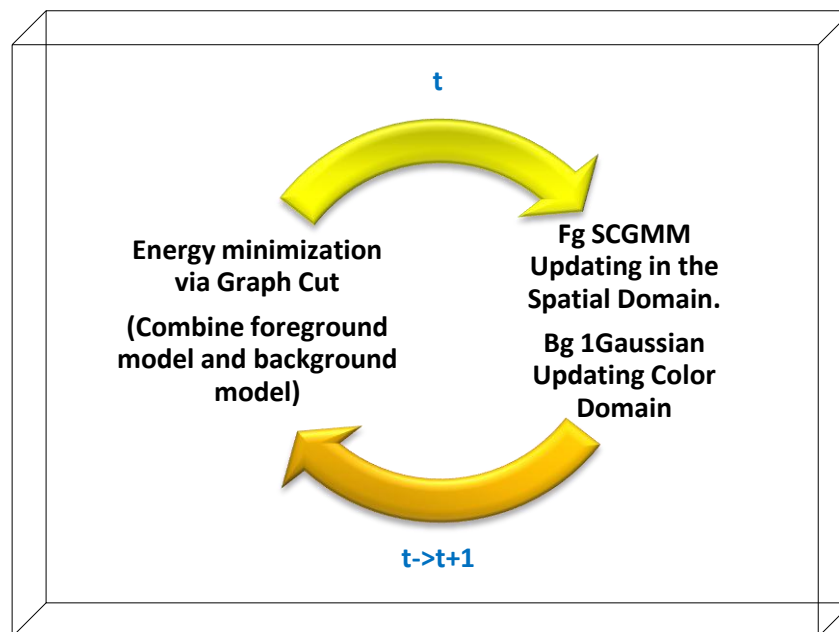 t
Energy minimization
via Graph Cut
(Combine foreground
model and background
model)
Fg SCGMM
Updating in the
Spatial Domain.
Bg 1Gaussian
Updating Color
Domain
t->t+1